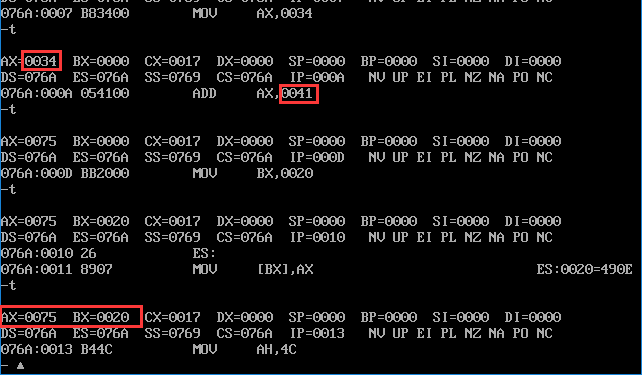 076A:0007 B83400 MOV AX,0034
-t
AX=0034 BX=0000 CX=0017 DX=0000 SP=0000 BP=0000 SI=0000 DI=0000
DS=076A ES=076A SS=0769 CS=076A IP=000A NV UP EI PL NZ NA PO NC
076A:000A 054100 ADD AX,0041
-t
AX=0075 BX=0000 CX=0017 DX=0000 SP=0000 BP=0000 SI=0000 DI=0000
DS=076A ES=076A SS=0769 CS=076A IP=000D NV UP EI PL NZ NA PO NC
076A:000D BB2000 MOV BX,0020
-t
AX=0075 BX=0020 CX=0017 DX=0000 SP=0000 BP=0000 SI=0000 DI=0000
DS=076A ES=076A SS=0769 CS=076A IP=0010 NV UP EI PL NZ NA PO NC
076A:0010 26 ES:
076A:0011 8907 MOV [BX],AX ES:0020=490E
-t
AX=0075 BX=0020 CX=0017 DX=0000 SP=0000 BP=0000 SI=0000 DI=0000
DS=076A ES=076A SS=0769 CS=076A IP=0013 NV UP EI PL NZ NA PO NC
076A:0013 B44C MOV AH,4C
-